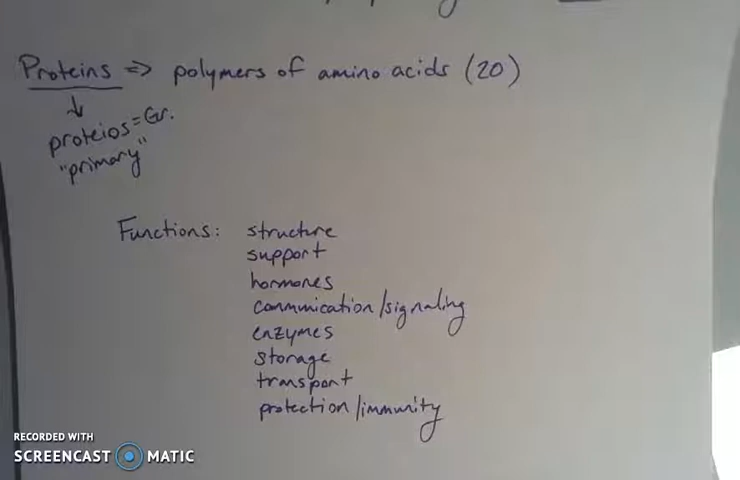 Proteins => polymers of amino acids (20)
↓
proteios = Gr.
"primary"
Functions: structure
support
hormones
communication/signaling
enzymes
storage
transport
protection/immunity
RECORDED WITH
SCREENCAST MATIC